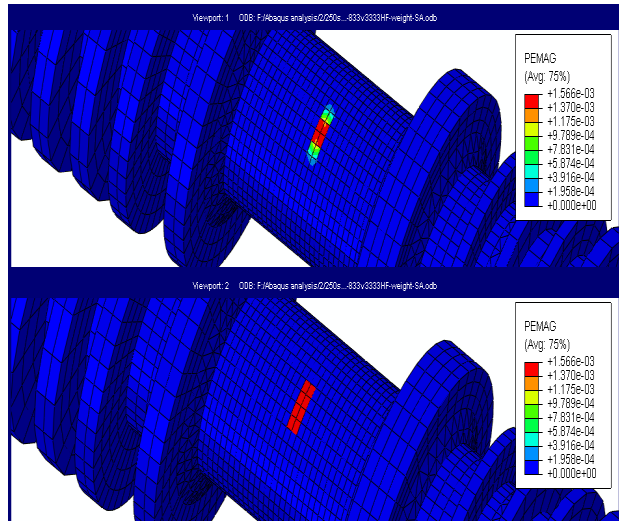 Viewport: 1 ODB: F:/Abaqus analysis/2/250s...-833v3333HF-weight-SA.odb
PEMAG
(Avg: 75%)
+1.566e-03
+1.370e-03
+1.175e-03
+9.789e-04
+7.831e-04
+5.874e-04
+3.916e-04
+1.958e-04
+0.000e+00
Viewport: 2 ODB: F:/Abaqus analysis/2/250s...-833v3333HF-weight-SA.odb
PEMAG
(Avg: 75%)
+1.566e-03
+1.370e-03
+1.175e-03
+9.789e-04
+7.831e-04
+5.874e-04
+3.916e-04
+1.958e-04
+0.000e+00